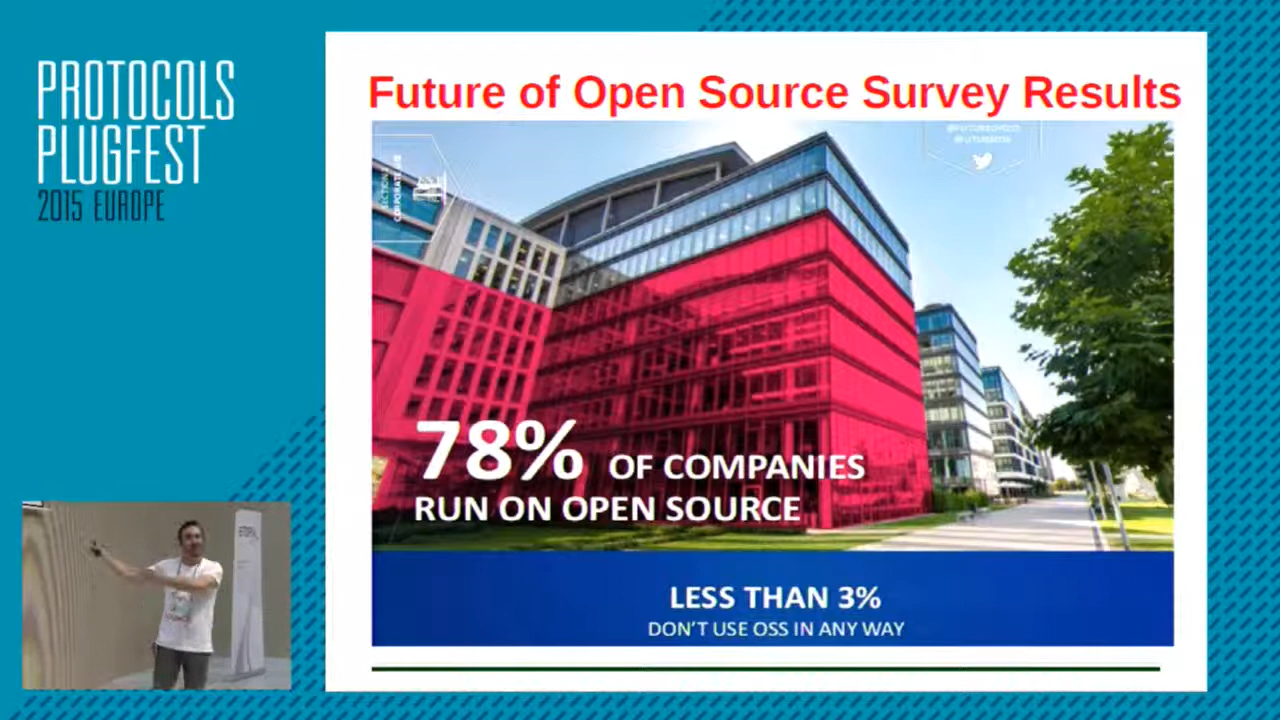 PROTOCOLS
PLUGFEST
2015 EUROPE
Future of Open Source Survey Results
78% OF COMPANIES
RUN ON OPEN SOURCE
LESS THAN 3%
DON'T USE OSS IN ANY WAY